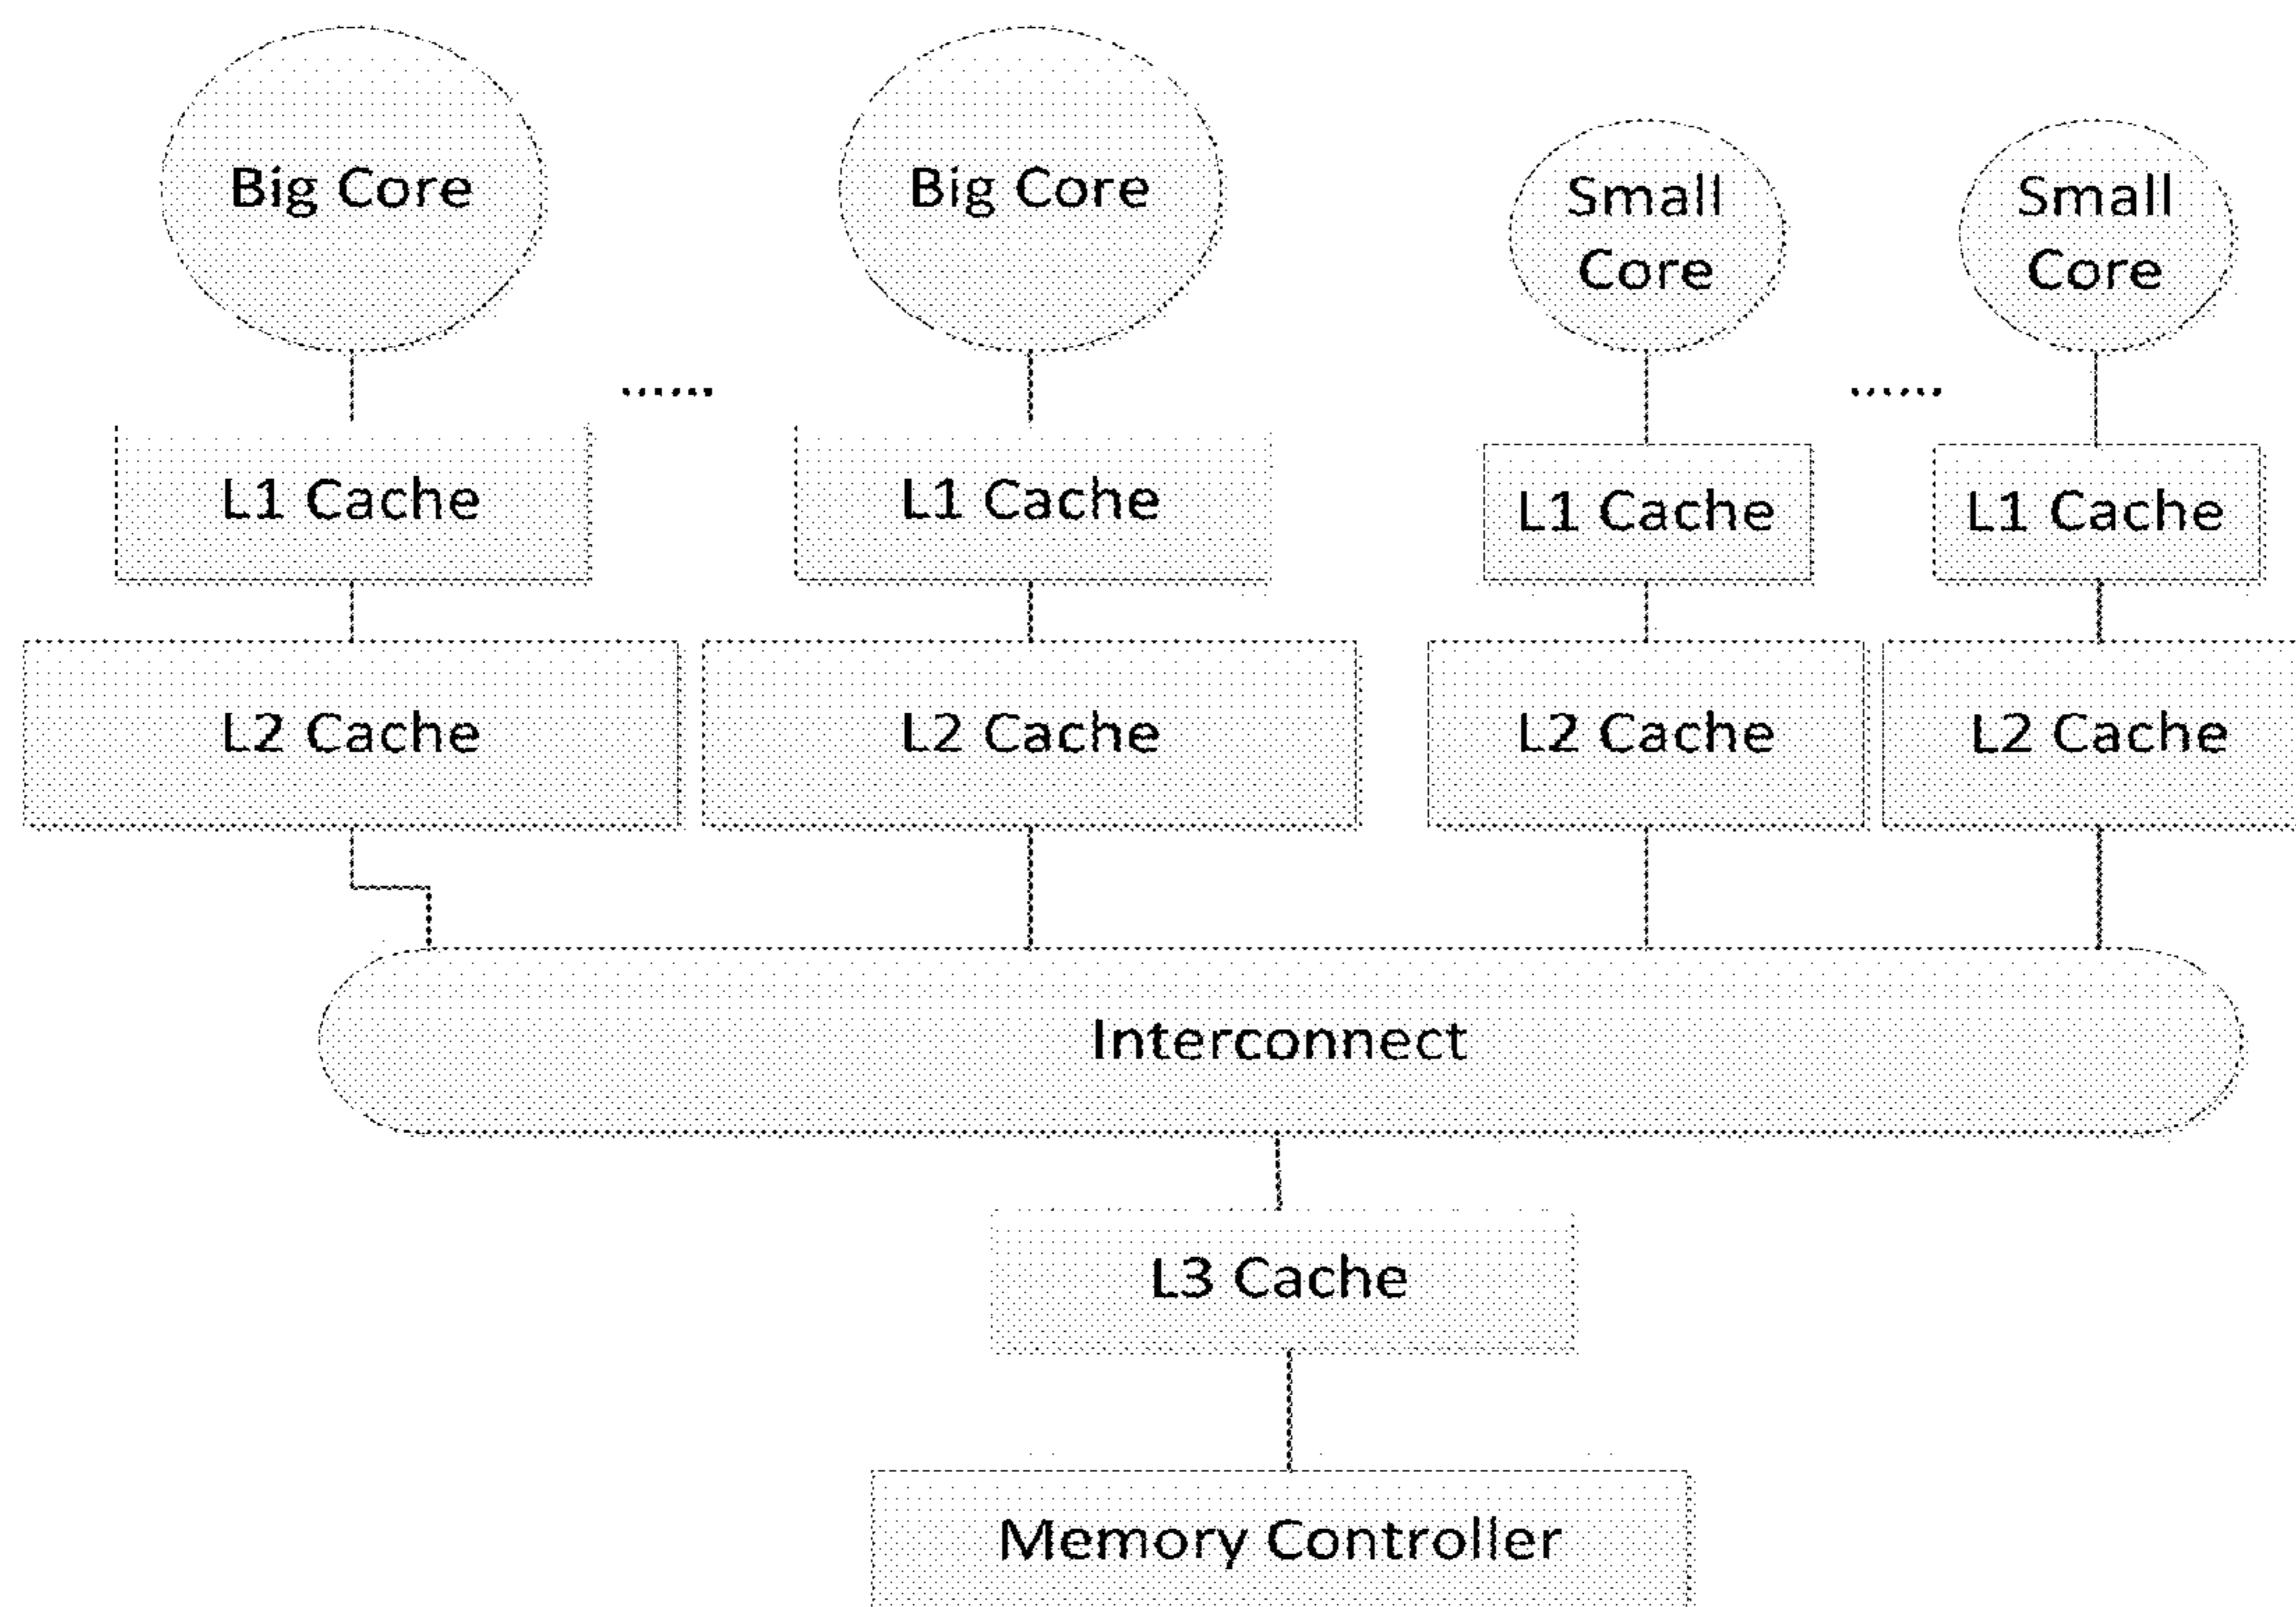 Big Core
Big Core
Small
Core
Small
Core
......
......
L1 Cache
L1 Cache
L1 Cache
L1 Cache
L2 Cache
L2 Cache
L2 Cache
L2 Cache
Interconnect
L3 Cache
Memory Controller